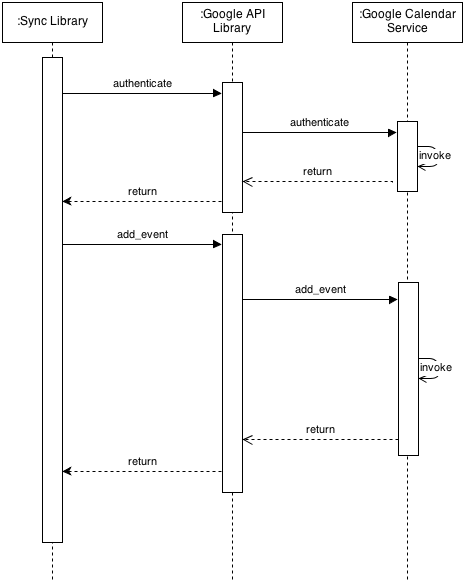 :Sync Library
:Google API
Library
:Google Calendar
Service
authenticate
authenticate
invoke
return
return
add_event
add_event
invoke
return
return